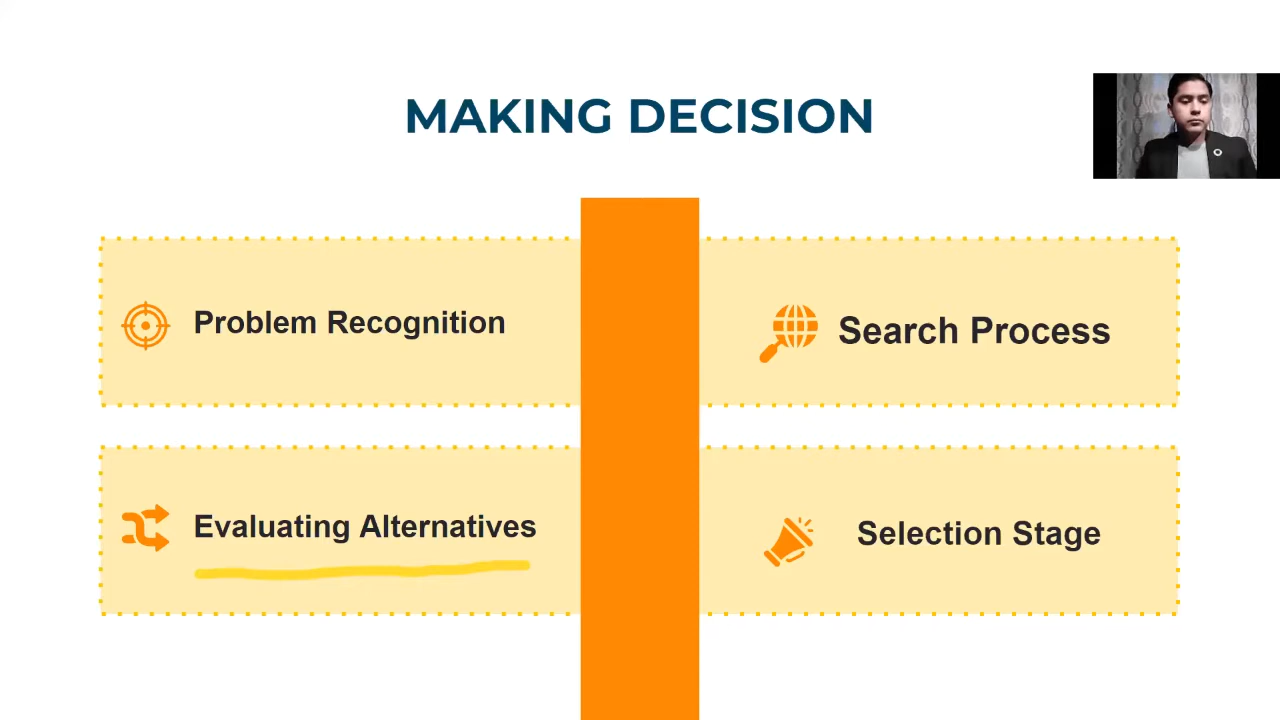 MAKING DECISION
Problem Recognition
Search Process
Evaluating Alternatives
Selection Stage